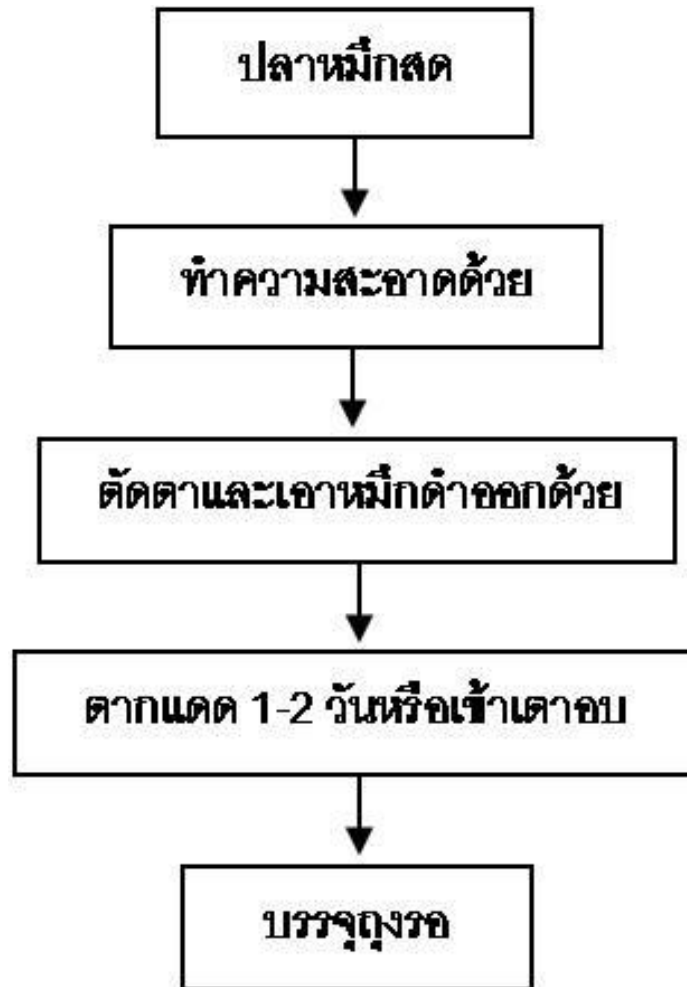 ปลาหมึกสด
ทำความสะอาดด้วย
ตัดตาและเอาหมึกดำออกด้วย
ตากแดด 1-2 วันหรือเข้าเตาอบ
บรรจุถุงรอ